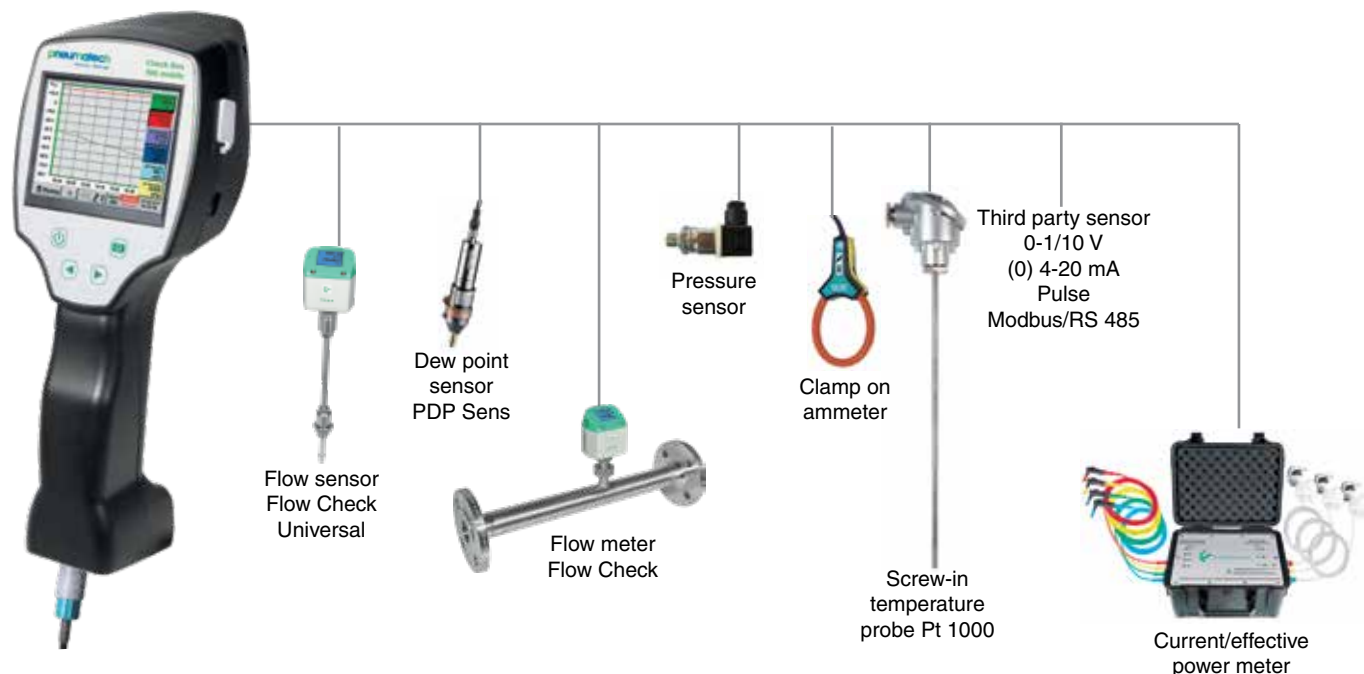 pneumatech
Third party sensor
0-1/10 V
(0) 4-20 mA
Pulse
Modbus/RS 485
Pressure
sensor
Dew point
sensor
PDP Sens
Clamp on
ammeter
Flow sensor
Flow Check
Universal
Flow meter
Flow Check
Screw-in
temperature
probe Pt 1000
Current/effective
power meter